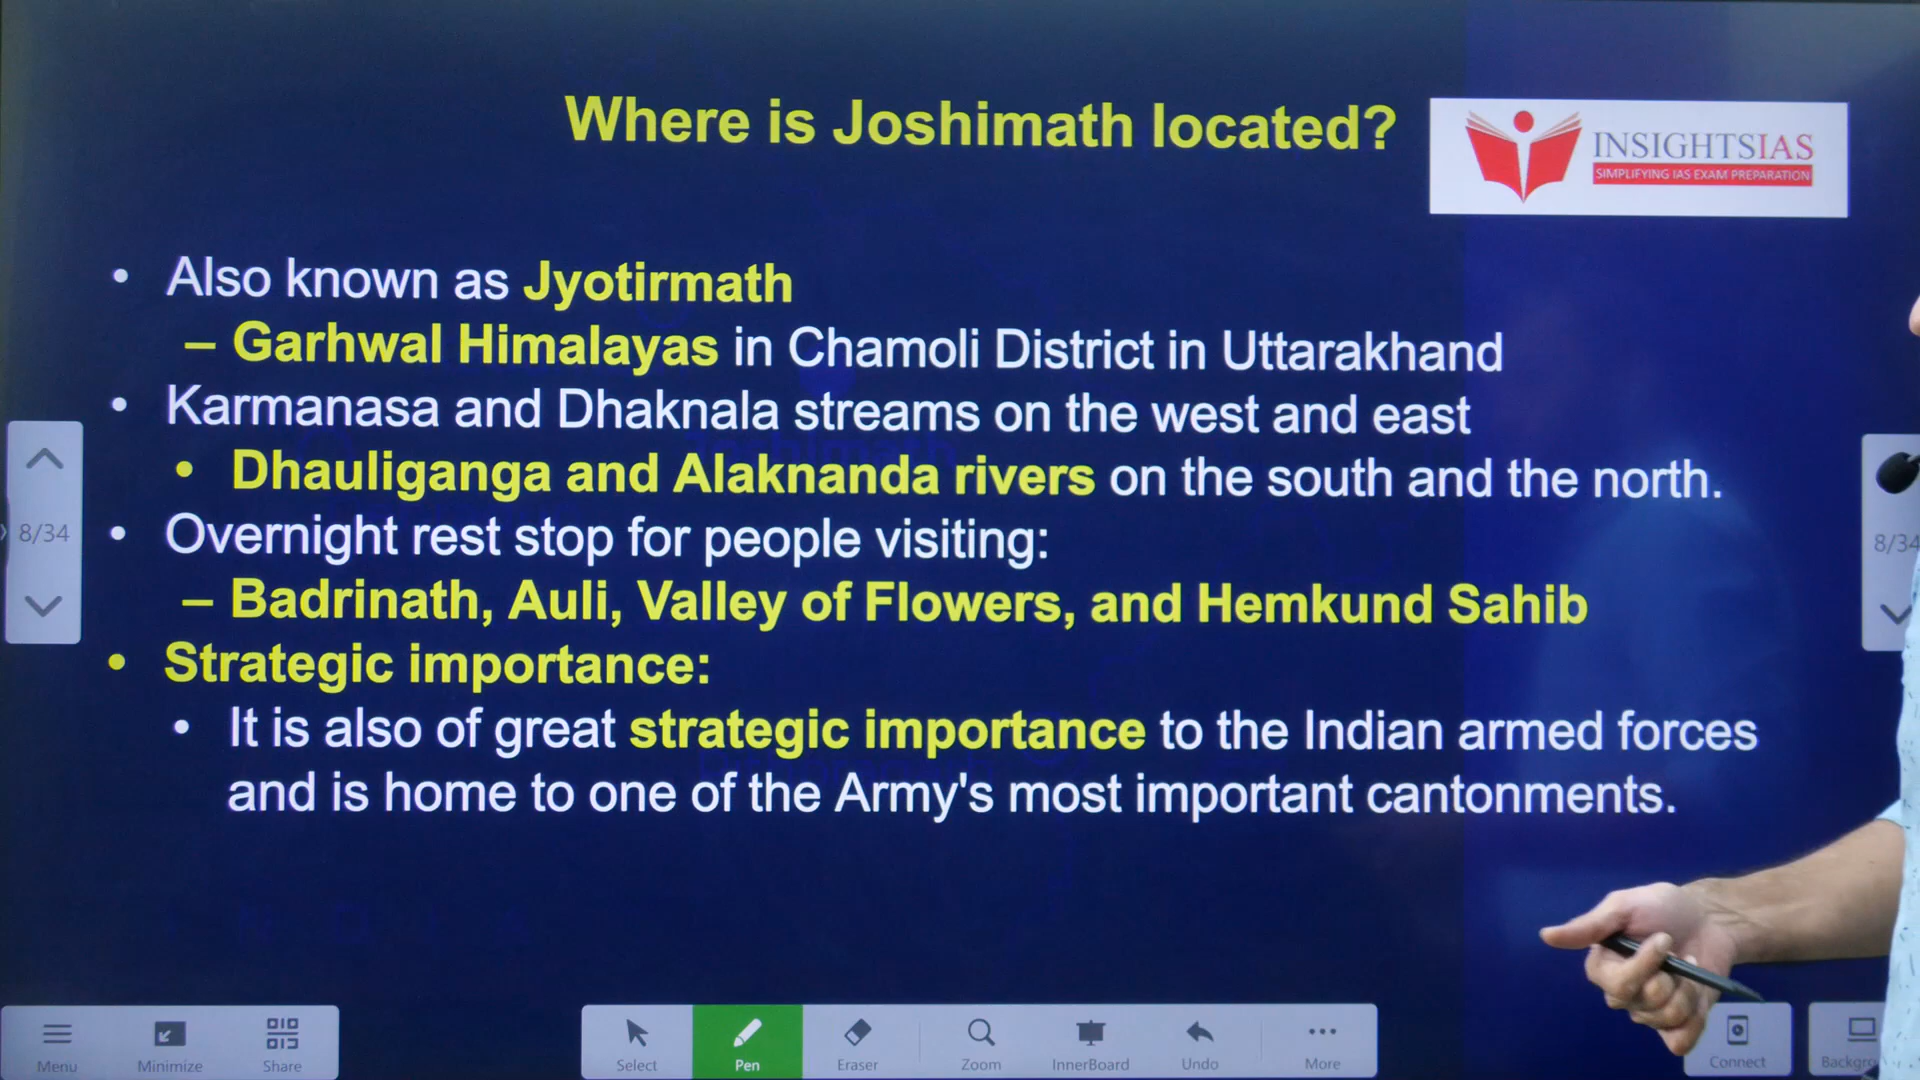 Where is Joshimath located?
INSIGHTSIAS
SIMPLIFYING IAS EXAM PREPARATION
• Also known as Jyotirmath
– Garhwal Himalayas in Chamoli District in Uttarakhand
• Karmanasa and Dhaknala streams on the west and east
• Dhauliganga and Alaknanda rivers on the south and the north.
• Overnight rest stop for people visiting:
– Badrinath, Auli, Valley of Flowers, and Hemkund Sahib
• Strategic importance:
• It is also of great strategic importance to the Indian armed forces
and is home to one of the Army's most important cantonments.
8/34
8/34
Menu Minimize Share Select Pen Eraser Zoom InnerBoard Undo More Connect